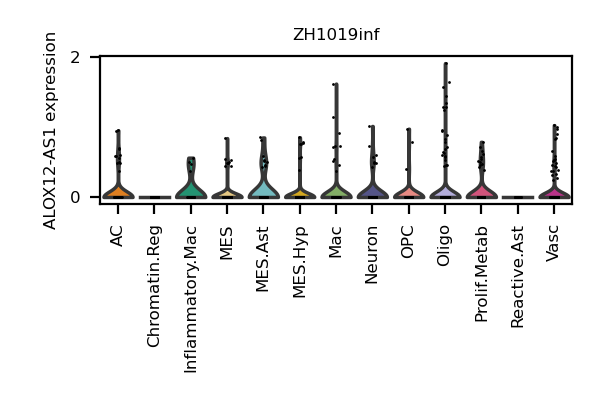 ZH1019inf
ALOX12-AS1 expression
2
0
AC
Chromatin.Reg
Inflammatory.Mac
MES
MES.Ast
MES.Hyp
Mac
Neuron
OPC
Oligo
Prolif.Metab
Reactive.Ast
Vasc